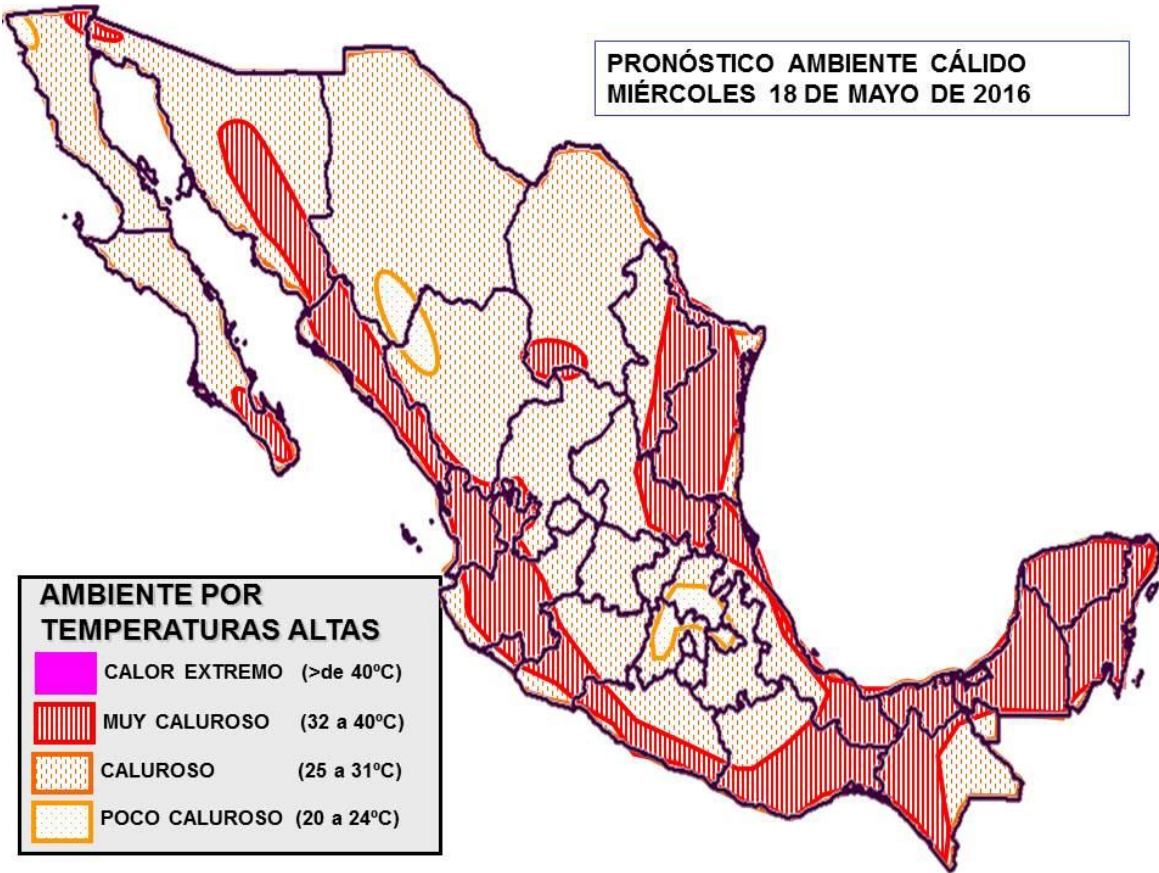 PRONÓSTICO AMBIENTE CÁLIDO
MIÉRCOLES 18 DE MAYO DE 2016
AMBIENTE POR
TEMPERATURAS ALTAS
CALOR EXTREMO (>de 40ºC)
MUY CALUROSO (32 a 40ºC)
CALUROSO (25 a 31ºC)
POCO CALUROSO (20 a 24ºC)